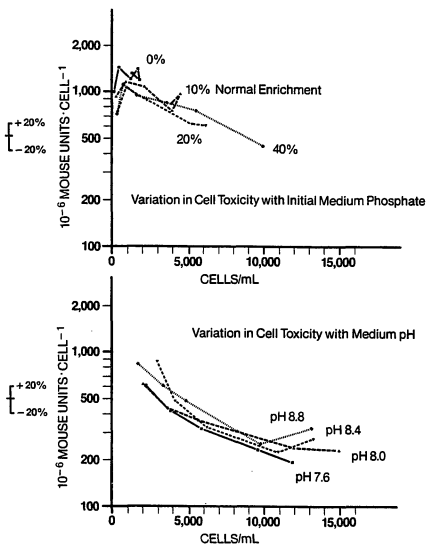 2,000
1,000
500
200
100
+20%
−20%
10⁻⁶ MOUSE UNITS·CELL⁻¹
0%
10% Normal Enrichment
20%
40%
Variation in Cell Toxicity with Initial Medium Phosphate
0 5,000 10,000 15,000
CELLS/mL
2,000
1,000
500
200
100
+20%
−20%
10⁻⁶ MOUSE UNITS·CELL⁻¹
Variation in Cell Toxicity with Medium pH
pH 8.8
pH 8.4
pH 8.0
pH 7.6
0 5,000 10,000 15,000
CELLS/mL